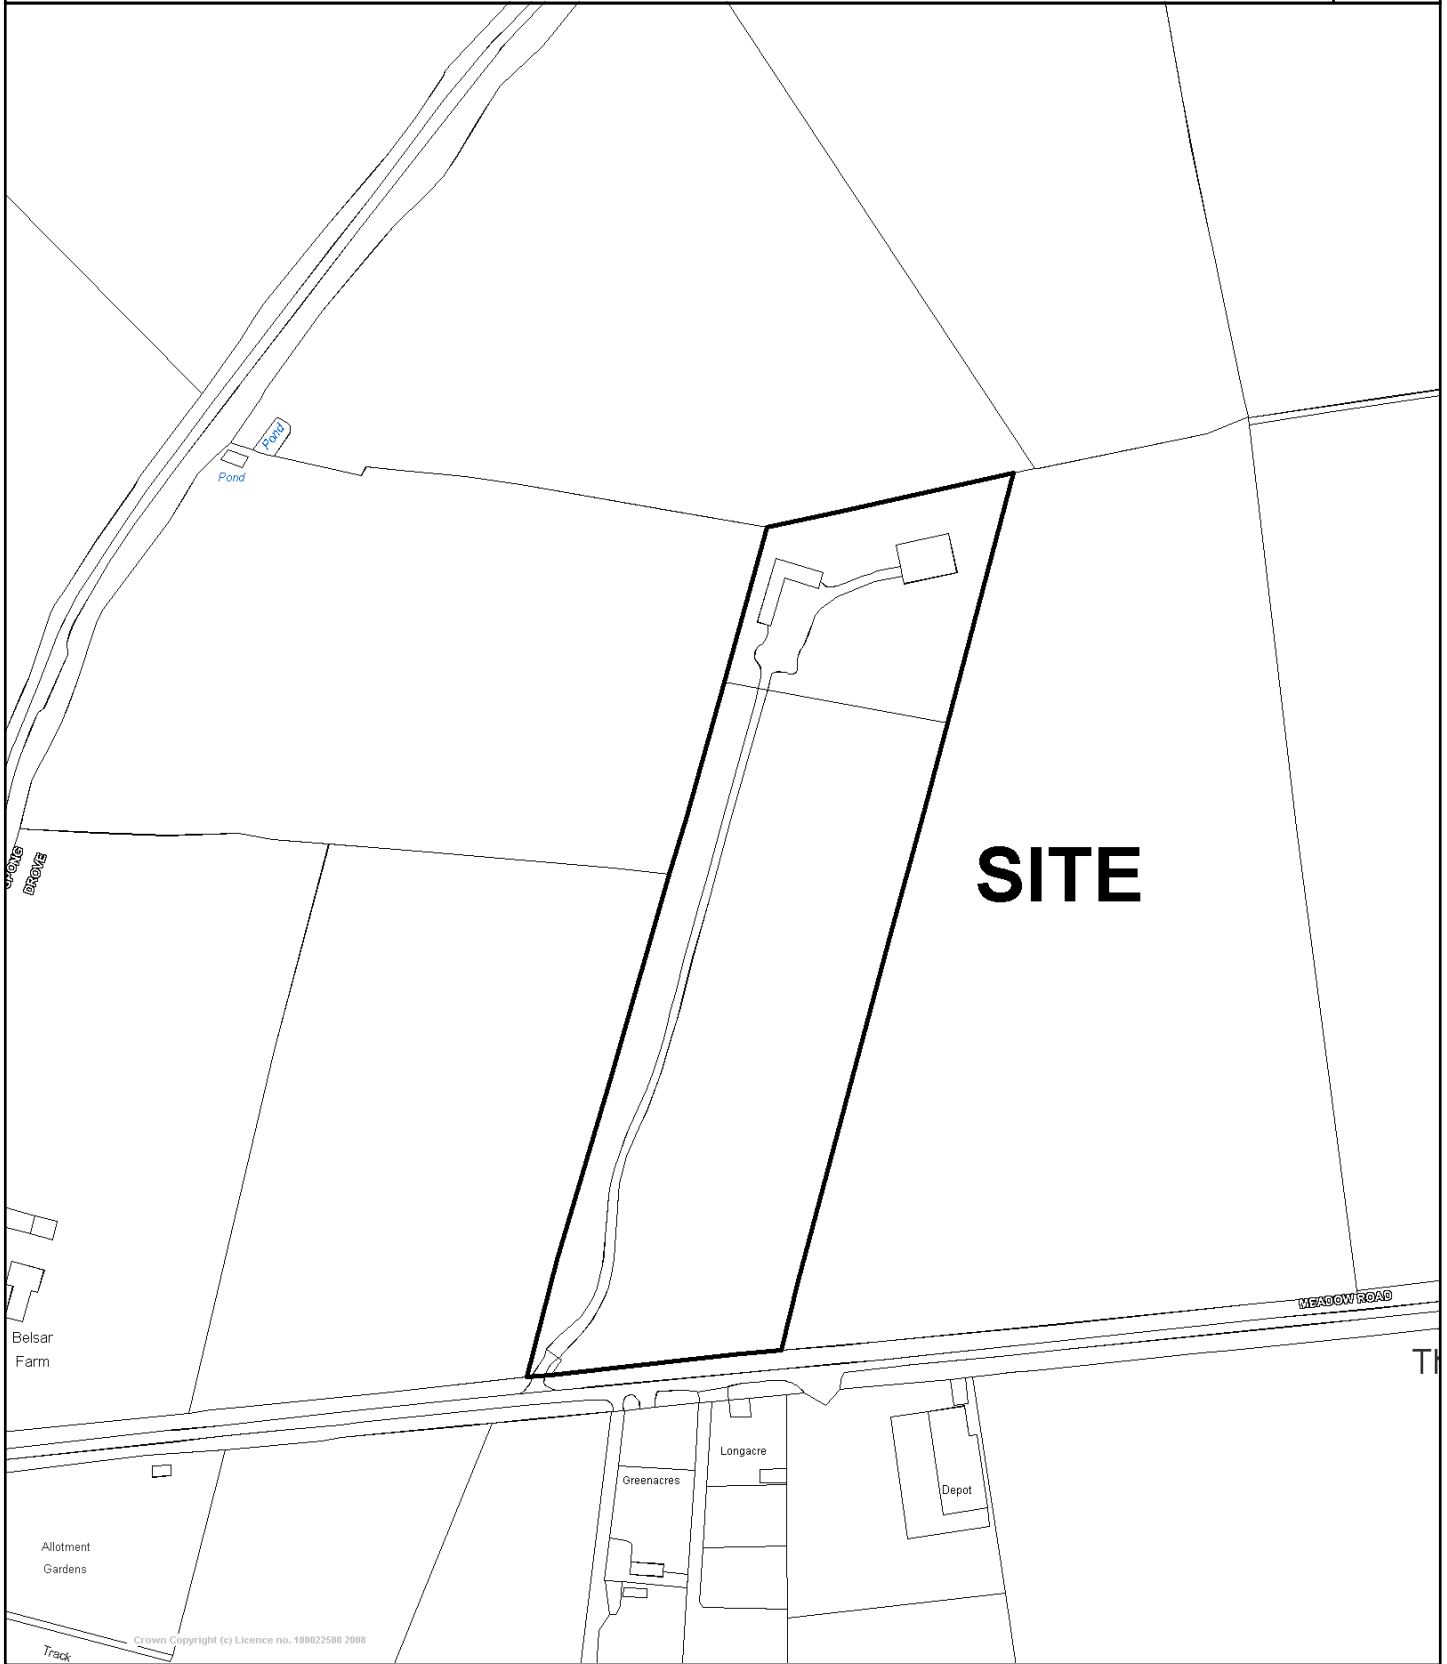 Pond
Pond
SITE
DROVE
MEADOW ROAD
Belsar
Farm
Longacre
Greenacres
Depot
Allotment
Gardens
Crown Copyright (c) Licence no. 100022500 2008
Track